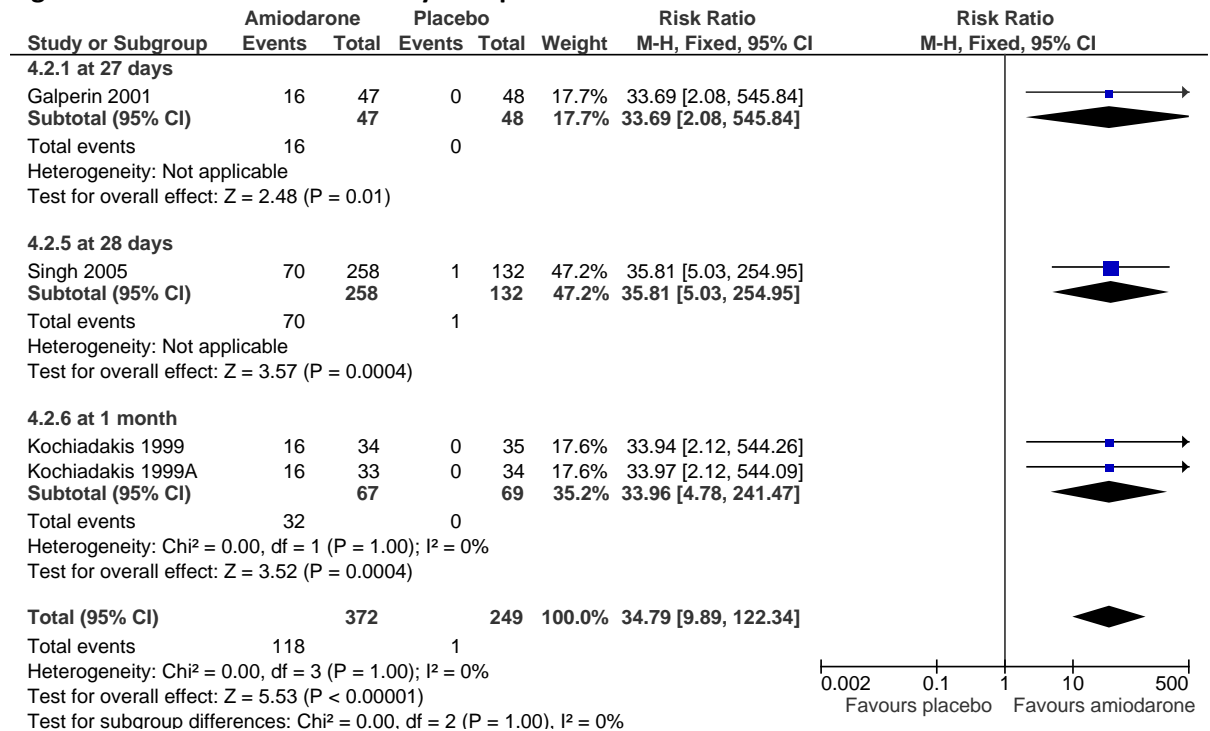 Amiodarone Placebo Risk Ratio Risk Ratio
Study or Subgroup Events Total Events Total Weight M-H, Fixed, 95% CI M-H, Fixed, 95% CI
4.2.1 at 27 days
Galperin 2001 16 47 0 48 17.7% 33.69 [2.08, 545.84]
Subtotal (95% CI) 47 48 17.7% 33.69 [2.08, 545.84]
Total events 16 0
Heterogeneity: Not applicable
Test for overall effect: Z = 2.48 (P = 0.01)
4.2.5 at 28 days
Singh 2005 70 258 1 132 47.2% 35.81 [5.03, 254.95]
Subtotal (95% CI) 258 132 47.2% 35.81 [5.03, 254.95]
Total events 70 1
Heterogeneity: Not applicable
Test for overall effect: Z = 3.57 (P = 0.0004)
4.2.6 at 1 month
Kochiadakis 1999 16 34 0 35 17.6% 33.94 [2.12, 544.26]
Kochiadakis 1999A 16 33 0 34 17.6% 33.97 [2.12, 544.09]
Subtotal (95% CI) 67 69 35.2% 33.96 [4.78, 241.47]
Total events 32 0
Heterogeneity: Chi² = 0.00, df = 1 (P = 1.00); I² = 0%
Test for overall effect: Z = 3.52 (P = 0.0004)
Total (95% CI) 372 249 100.0% 34.79 [9.89, 122.34]
Total events 118 1
Heterogeneity: Chi² = 0.00, df = 3 (P = 1.00); I² = 0%
Test for overall effect: Z = 5.53 (P < 0.00001)
Test for subgroup differences: Chi² = 0.00, df = 2 (P = 1.00), I² = 0%
0.002 0.1 1 10 500
Favours placebo Favours amiodarone